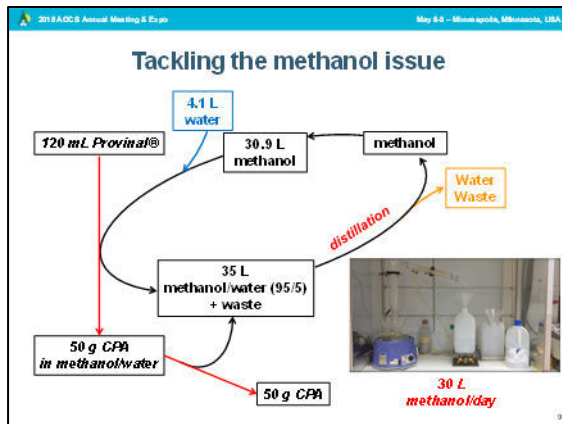 2018 AOCS Annual Meeting & Expo
May 6-9 – Minneapolis, Minnesota, USA
Tackling the methanol issue
4.1 L
water
120 mL Provinal®
30.9 L
methanol
methanol
Water
Waste
distillation
35 L
methanol/water (95/5)
+ waste
50 g CPA
in methanol/water
50 g CPA
30 L
methanol/day
9